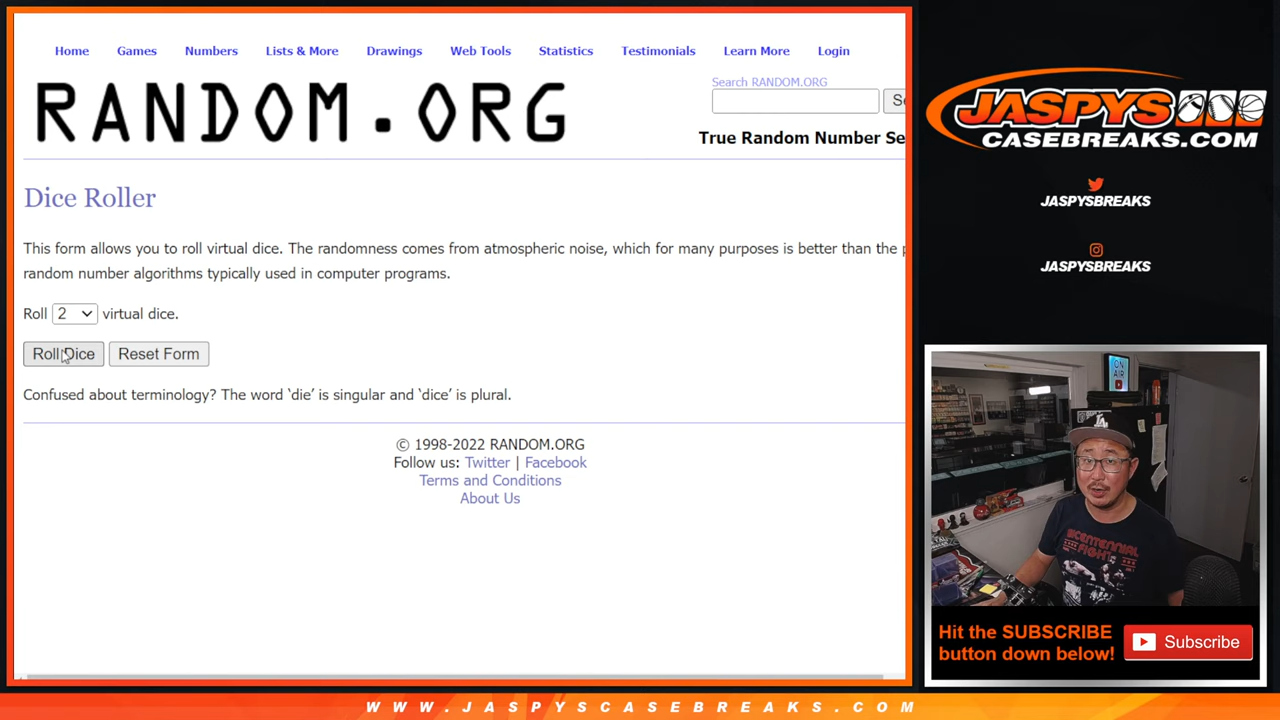 Home Games Numbers Lists & More Drawings Web Tools Statistics Testimonials Learn More Login
RANDOM.ORG
Search RANDOM.ORG
True Random Number Se
Dice Roller
This form allows you to roll virtual dice. The randomness comes from atmospheric noise, which for many purposes is better than the p
random number algorithms typically used in computer programs.
Roll 2 virtual dice.
Roll Dice Reset Form
Confused about terminology? The word ‘die’ is singular and ‘dice’ is plural.
© 1998-2022 RANDOM.ORG
Follow us: Twitter | Facebook
Terms and Conditions
About Us
JASPYS
CASEBREAKS.COM
JASPYSBREAKS
JASPYSBREAKS
ON
AIR
LA
BICENTENNIAL
FIGHT
Hit the SUBSCRIBE
button down below!
Subscribe
WWW.JASPYSCASEBREAKS.COM